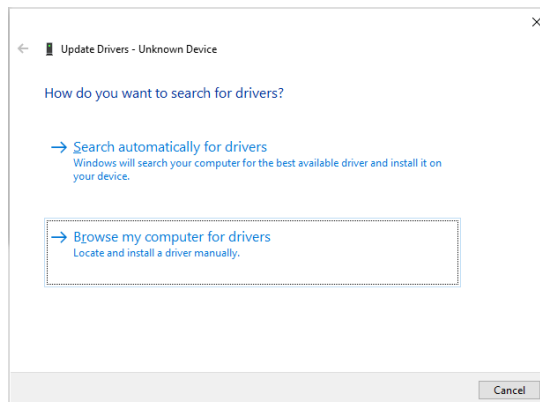 Update Drivers - Unknown Device
How do you want to search for drivers?
Search automatically for drivers
Windows will search your computer for the best available driver and install it on
your device.
Browse my computer for drivers
Locate and install a driver manually.
Cancel